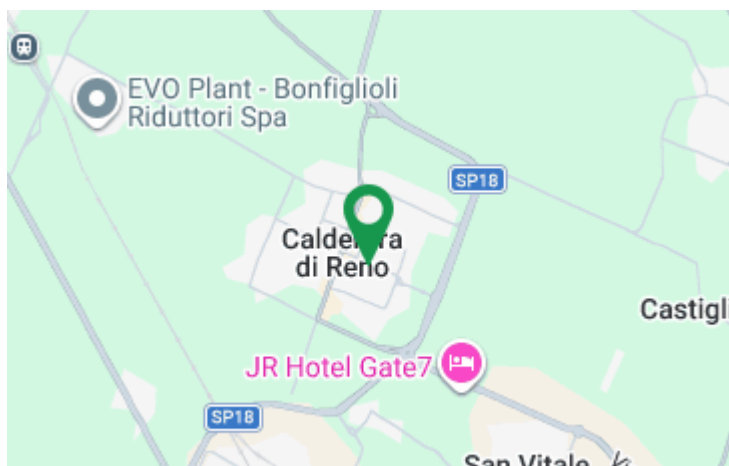 EVO Plant - Bonfiglioli
Riduttori Spa
SP18
di Reno
Castigl
JR Hotel Gate7
SP18
San Vitale